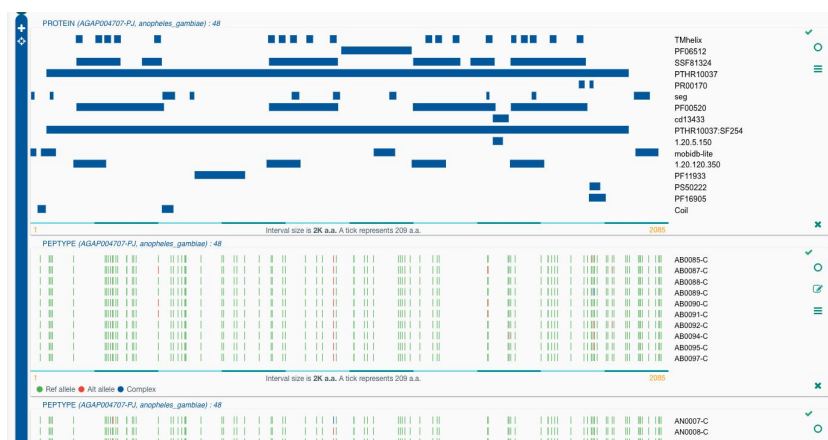 PROTEIN (AGAP004707-PJ, anopheles_gambiae) : 48
TMhelix
PF06512
SSF81324
PTHR10037
PR00170
seg
PF00520
cd13433
PTHR10037:SF254
1.20.5.150
mobidb-lite
1.20.120.350
PF11933
PS50222
PF16905
Coil
1 Interval size is 2K a.a. A tick represents 209 a.a. 2085
PEPTYPE (AGAP004707-PJ, anopheles_gambiae) : 48
AB0085-C
AB0087-C
AB0088-C
AB0089-C
AB0090-C
AB0091-C
AB0092-C
AB0094-C
AB0095-C
AB0097-C
1 Interval size is 2K a.a. A tick represents 209 a.a. 2085
Ref allele Alt allele Complex
PEPTYPE (AGAP004707-PJ, anopheles_gambiae) : 48
AN0007-C
AN0008-C